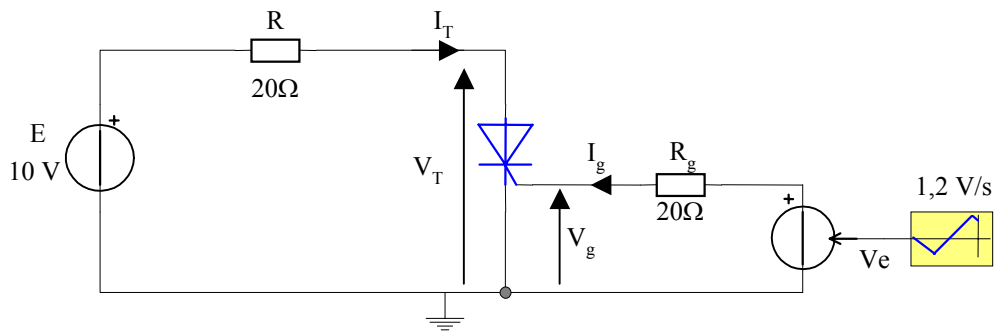 R
I_T
20Ω
+
E
10 V
V_T
I_g
R_g
20Ω
V_g
+
1,2 V/s
Ve